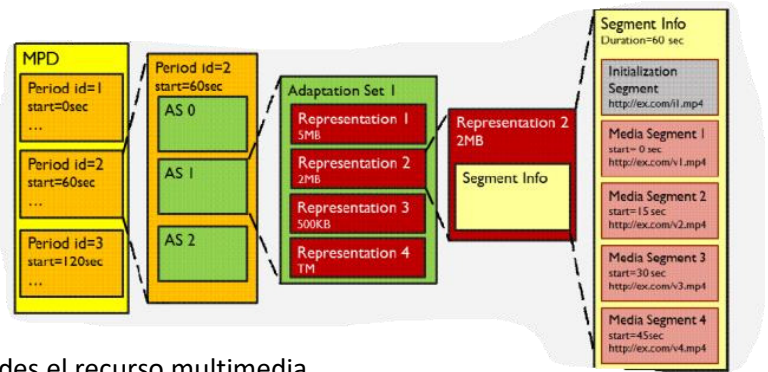 MPD
Period id=1
start=0sec
...
Period id=2
start=60sec
...
Period id=3
start=120sec
...
Period id=2
start=60sec
AS 0
AS 1
AS 2
Adaptation Set 1
Representation 1
5MB
Representation 2
2MB
Representation 3
500KB
Representation 4
TM
Representation 2
2MB
Segment Info
Segment Info
Duration=60 sec
Initialization
Segment
http://ex.com/i1.mp4
Media Segment 1
start= 0 sec
http://ex.com/v1.mp4
Media Segment 2
start=15 sec
http://ex.com/v2.mp4
Media Segment 3
start=30 sec
http://ex.com/v3.mp4
Media Segment 4
start=45sec
http://ex.com/v4.mp4
des el recurso multimedia